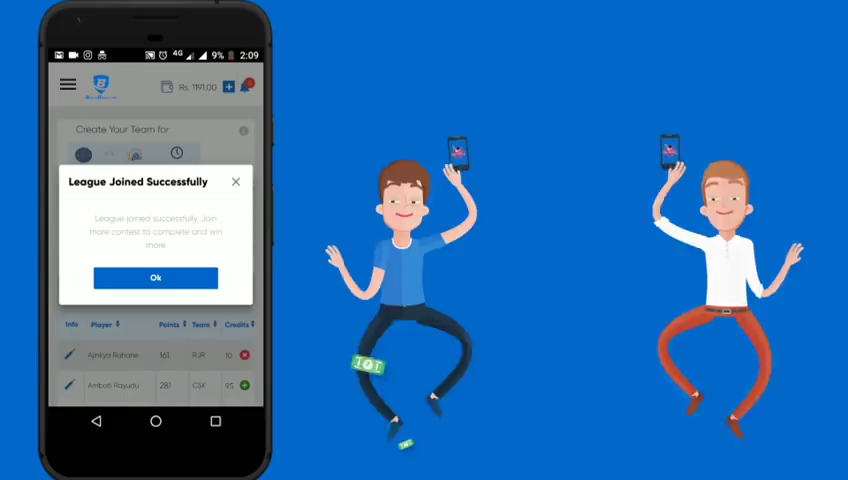 4G 9% 2:09
Rs. 1191.00
Create Your Team for
League Joined Successfully
League joined successfully. Join
more contest to complete and win
more
Ok
Info Player Points Team Credits
Ajinkya Rahane 161 RJR 10
Ambati Rayudu 281 CSK 9.5